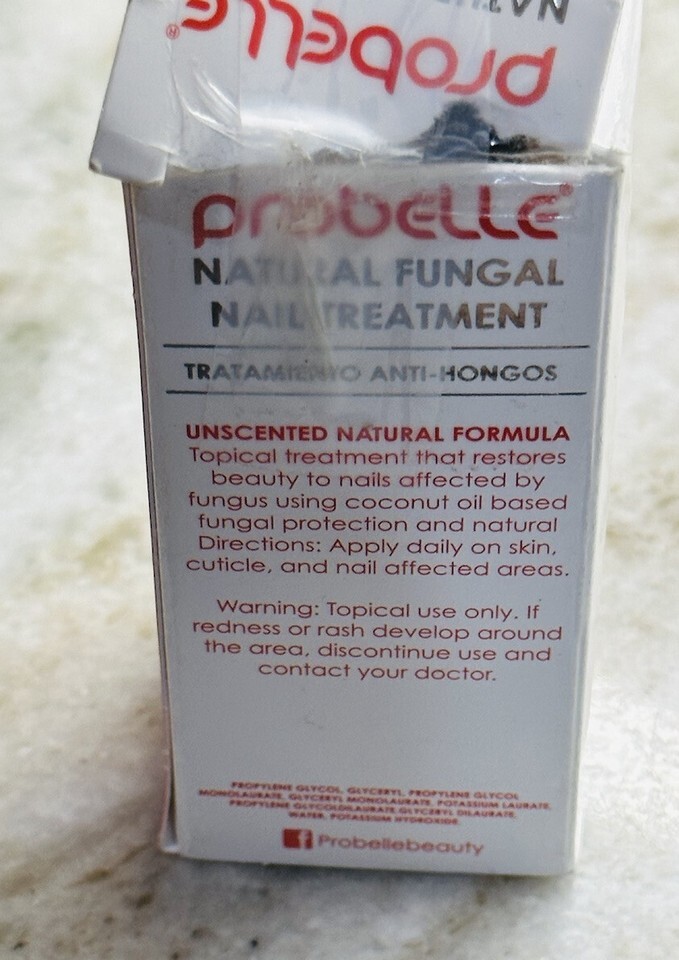 NAT
probelle®
probelle®
NATURAL FUNGAL
NAIL TREATMENT
TRATAMIENTO ANTI-HONGOS
UNSCENTED NATURAL FORMULA
Topical treatment that restores
beauty to nails affected by
fungus using coconut oil based
fungal protection and natural
Directions: Apply daily on skin,
cuticle, and nail affected areas.
Warning: Topical use only. If
redness or rash develop around
the area, discontinue use and
contact your doctor.
PROPYLENE GLYCOL, GLYCERYL, PROPYLENE GLYCOL
MONOLAURATE, GLYCERYL MONOLAURATE, POTASSIUM LAURATE,
PROPYLENE GLYCOLDILAURATE,GLYCERYL DILAURATE,
WATER, POTASSIUM HYDROXIDE.
f Probellebeauty